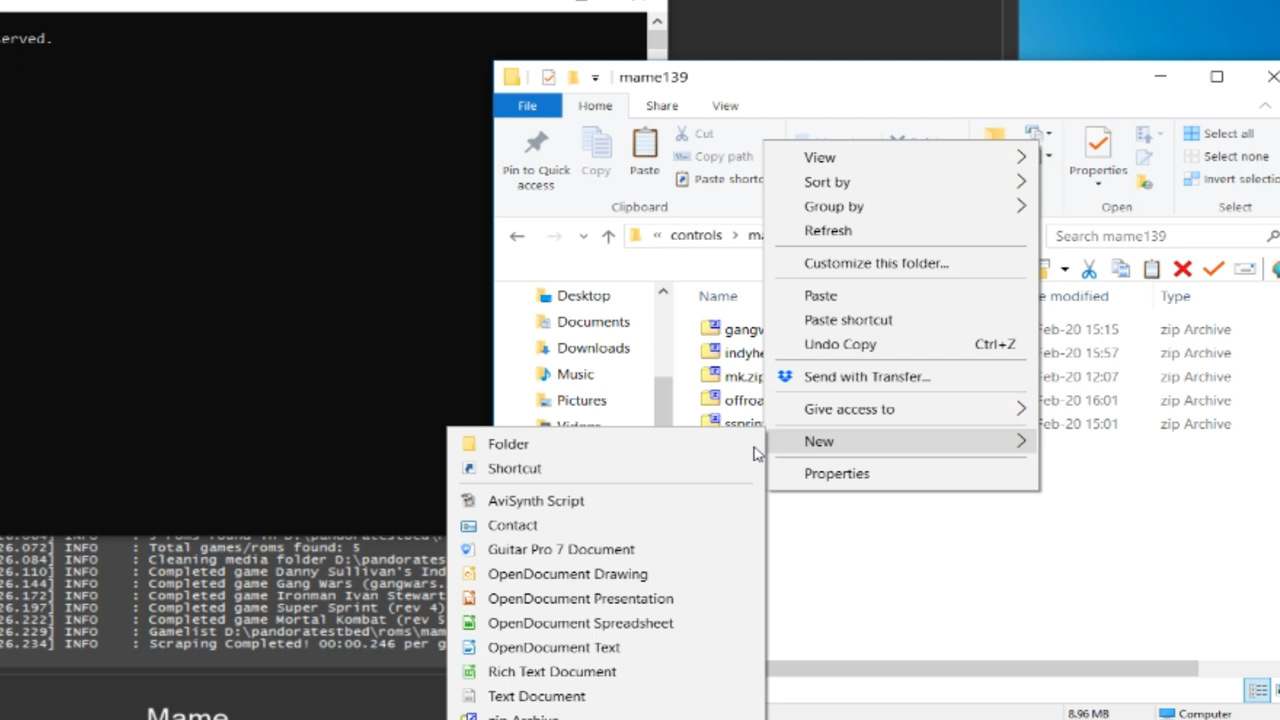 erved.
mame139
File Home Share View
Pin to Quick access
Copy
Paste
Cut
Copy path
Paste shortc
Clipboard
Properties
Open
Select all
Select none
Invert selectio
Select
« controls > ma
Search mame139
Desktop
Documents
Downloads
Music
Pictures
Videos
Name
e modified
Type
gangw
Feb-20 15:15
zip Archive
indyhe
Feb-20 15:57
zip Archive
mk.zip
Feb-20 12:07
zip Archive
offroa
Feb-20 16:01
zip Archive
ssprin
Feb-20 15:01
zip Archive
View
Sort by
Group by
Refresh
Customize this folder...
Paste
Paste shortcut
Undo Copy Ctrl+Z
Send with Transfer...
Give access to
New
Properties
Folder
Shortcut
AviSynth Script
Contact
Guitar Pro 7 Document
OpenDocument Drawing
OpenDocument Presentation
OpenDocument Spreadsheet
OpenDocument Text
Rich Text Document
Text Document
zip Archive
26.072] INFO : Total games/roms found: 5
26.084] INFO : Cleaning media folder D:\pandorates
26.110] INFO : Completed game Danny Sullivan's Ind
26.144] INFO : Completed game Gang Wars (gangwars.
26.172] INFO : Completed game Ironman Ivan Stewart
26.197] INFO : Completed game Super Sprint (rev 4)
26.222] INFO : Completed game Mortal Kombat (rev 5
26.229] INFO : Gamelist D:\pandoratestbed\roms\mam
26.234] INFO : Scraping Completed! 00:00.246 per g
Mame
8.96 MB
Computer